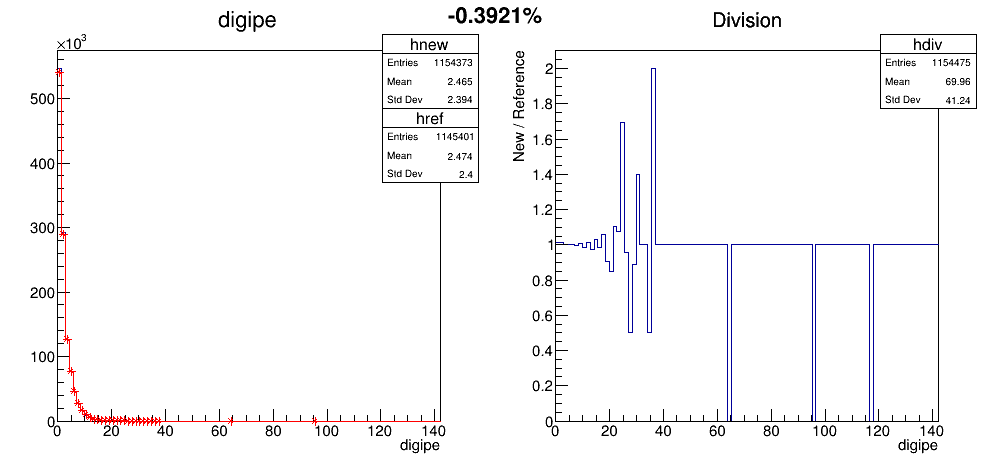 -0.3921%
digipe
×10³
hnew
Entries 1154373
Mean 2.465
Std Dev 2.394
href
Entries 1145401
Mean 2.474
Std Dev 2.4
500
400
300
200
100
0
0 20 40 60 80 100 120 140
digipe
Division
hdiv
Entries 1154475
Mean 69.96
Std Dev 41.24
New / Reference
2
1.8
1.6
1.4
1.2
1
0.8
0.6
0.4
0.2
0
0 20 40 60 80 100 120 140
digipe